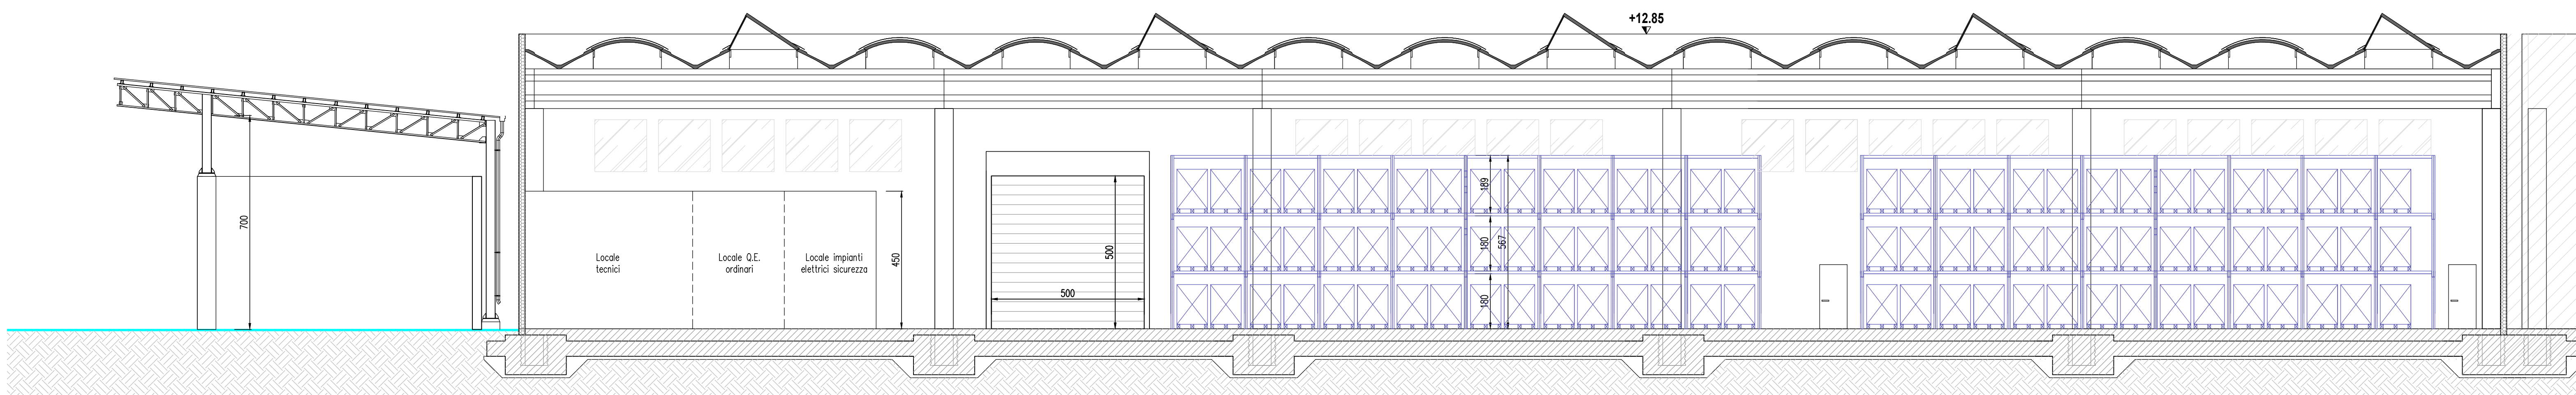 +12.85
700
Locale
tecnici
Locale Q.E.
ordinari
Locale impianti
elettrici sicurezza
450
500
500
189
180
567
180